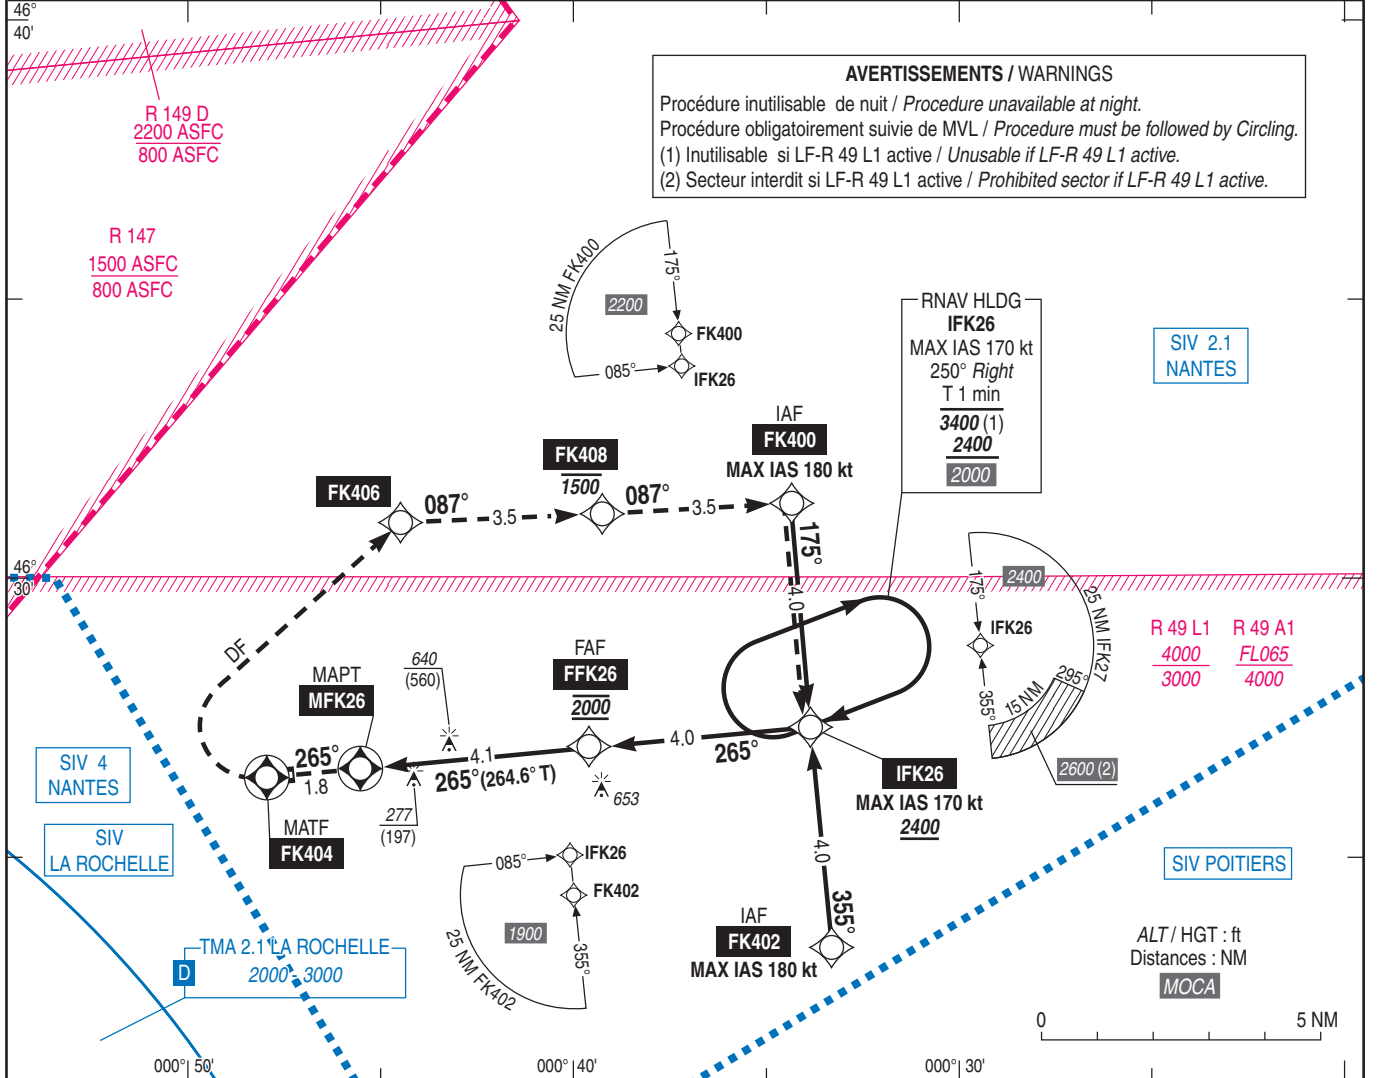 46°
40'
AVERTISSEMENTS / WARNINGS
Procédure inutilisable de nuit / Procedure unavailable at night.
Procédure obligatoirement suivie de MVL / Procedure must be followed by Circling.
(1) Inutilisable si LF-R 49 L1 active / Unusable if LF-R 49 L1 active.
(2) Secteur interdit si LF-R 49 L1 active / Prohibited sector if LF-R 49 L1 active.
R 149 D
2200 ASFC
800 ASFC
R 147
1500 ASFC
800 ASFC
25 NM FK400
175°
2200
FK400
085°
IFK26
RNAV HLDG
IFK26
MAX IAS 170 kt
250° Right
T 1 min
3400 (1)
2400
2000
SIV 2.1
NANTES
IAF
FK400
MAX IAS 180 kt
FK408
1500
FK406
087°
3.5
087°
3.5
175°
4.0
46°
30'
2400
175°
IFK26
25 NM IFK27
355°
15 NM
295°
2600 (2)
R 49 L1
4000
3000
R 49 A1
FL065
4000
DF
MAPT
MFK26
640
(560)
FAF
FFK26
2000
4.0
265°
4.1
265° (264.6° T)
265°
1.8
277
(197)
653
IFK26
MAX IAS 170 kt
2400
MATF
FK404
SIV 4
NANTES
SIV
LA ROCHELLE
085°
IFK26
FK402
1900
355°
25 NM FK402
4.0
355°
IAF
FK402
MAX IAS 180 kt
SIV POITIERS
TMA 2.1 LA ROCHELLE
D
2000 - 3000
ALT / HGT : ft
Distances : NM
MOCA
0
5 NM
000° 50'
000° 40'
000° 30'